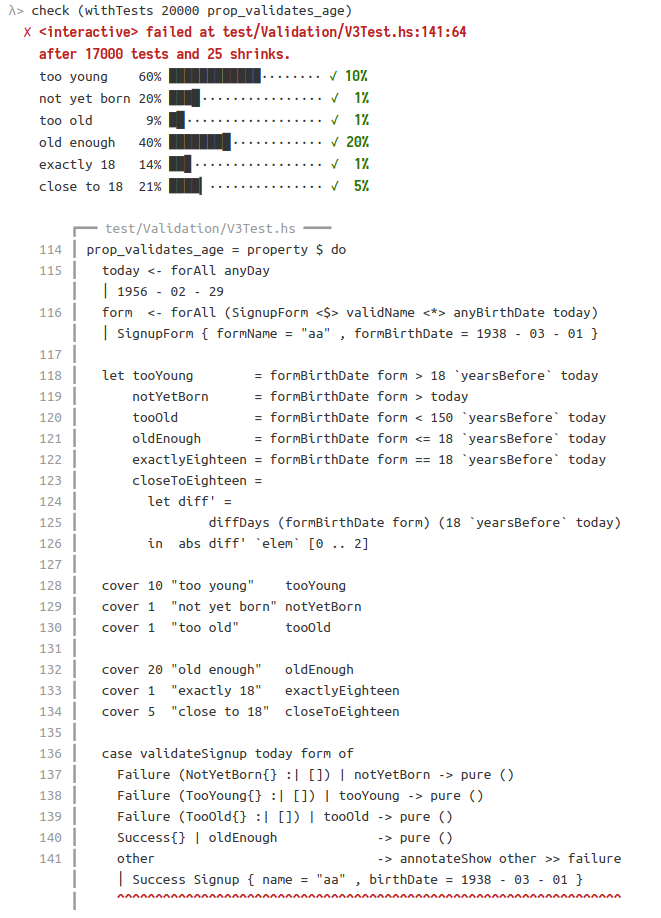 λ> check (withTests 20000 prop_validates_age)
✗ <interactive> failed at test/Validation/V3Test.hs:141:64
after 17000 tests and 25 shrinks.
too young    60% ████████████········ ✓ 10%
not yet born 20% ████················ ✓  1%
too old       9% ██·················· ✓  1%
old enough   40% ████████············ ✓ 20%
exactly 18   14% ███················· ✓  1%
close to 18  21% ████▎··············· ✓  5%
┏━━ test/Validation/V3Test.hs ━━━
114 ┃ prop_validates_age = property $ do
115 ┃   today <- forAll anyDay
┃   │ 1956 - 02 - 29
116 ┃   form  <- forAll (SignupForm <$> validName <*> anyBirthDate today)
┃   │ SignupForm { formName = "aa" , formBirthDate = 1938 - 03 - 01 }
117 ┃
118 ┃   let tooYoung        = formBirthDate form > 18 `yearsBefore` today
119 ┃       notYetBorn      = formBirthDate form > today
120 ┃       tooOld          = formBirthDate form < 150 `yearsBefore` today
121 ┃       oldEnough       = formBirthDate form <= 18 `yearsBefore` today
122 ┃       exactlyEighteen = formBirthDate form == 18 `yearsBefore` today
123 ┃       closeToEighteen =
124 ┃         let diff' =
125 ┃                 diffDays (formBirthDate form) (18 `yearsBefore` today)
126 ┃         in  abs diff' `elem` [0 .. 2]
127 ┃
128 ┃   cover 10 "too young"    tooYoung
129 ┃   cover 1  "not yet born" notYetBorn
130 ┃   cover 1  "too old"      tooOld
131 ┃
132 ┃   cover 20 "old enough"   oldEnough
133 ┃   cover 1  "exactly 18"   exactlyEighteen
134 ┃   cover 5  "close to 18"  closeToEighteen
135 ┃
136 ┃   case validateSignup today form of
137 ┃     Failure (NotYetBorn{} :| []) | notYetBorn -> pure ()
138 ┃     Failure (TooYoung{} :| []) | tooYoung -> pure ()
139 ┃     Failure (TooOld{} :| []) | tooOld -> pure ()
140 ┃     Success{} | oldEnough             -> pure ()
141 ┃     other                             -> annotateShow other >> failure
┃     │ Success Signup { name = "aa" , birthDate = 1938 - 03 - 01 }
┃     ^^^^^^^^^^^^^^^^^^^^^^^^^^^^^^^^^^^^^^^^^^^^^^^^^^^^^^^^^^^^^^^^^^